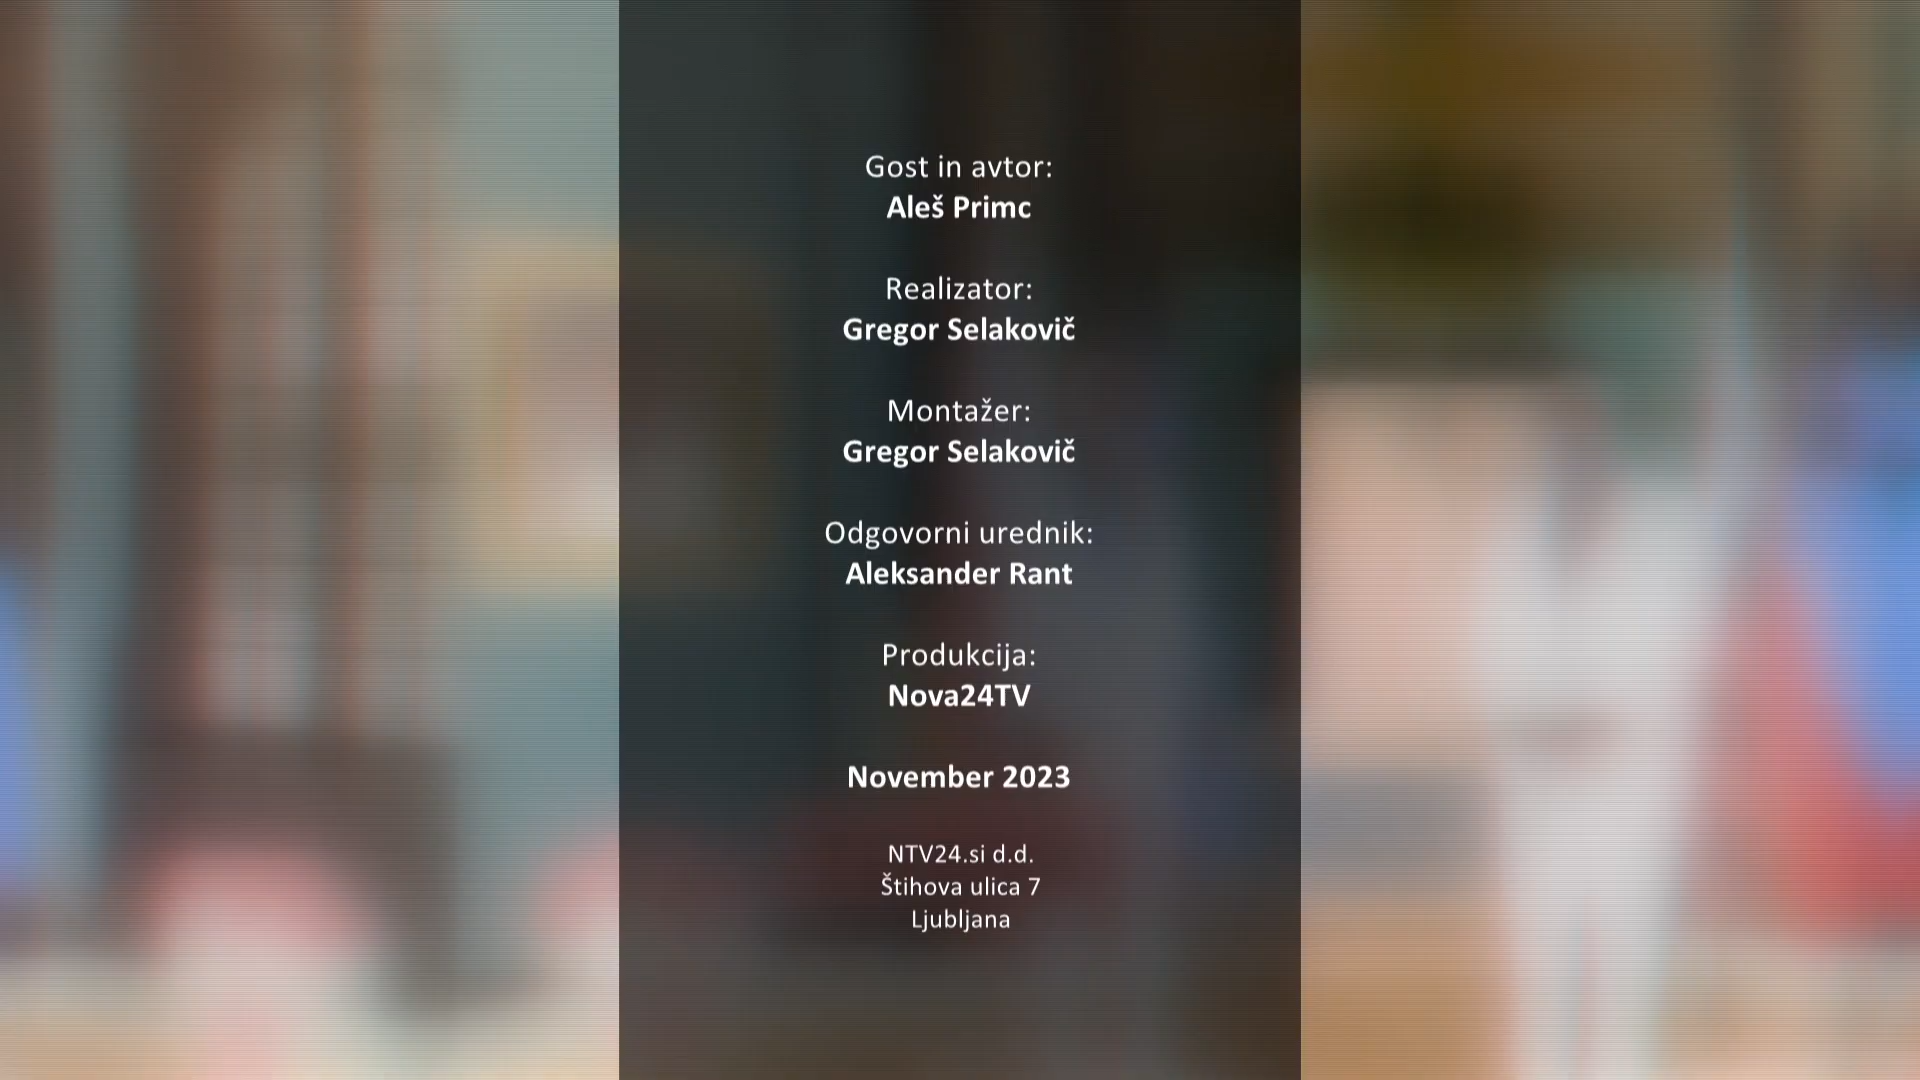 Gost in avtor:
Aleš Primc
Realizator:
Gregor Selakovič
Montažer:
Gregor Selakovič
Odgovorni urednik:
Aleksander Rant
Produkcija:
Nova24TV
November 2023
NTV24.si d.d.
Štihova ulica 7
Ljubljana